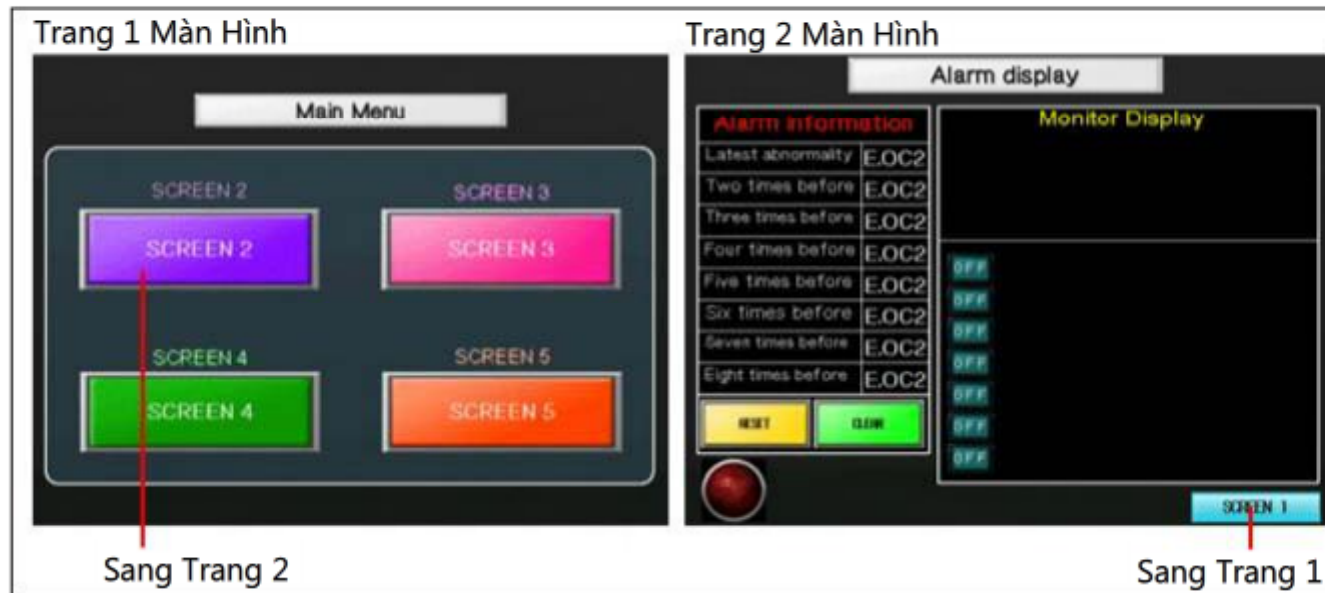 Trang 1 Màn Hình
Main Menu
SCREEN 2
SCREEN 3
SCREEN 2
SCREEN 3
SCREEN 4
SCREEN 5
SCREEN 4
SCREEN 5
Sang Trang 2
Trang 2 Màn Hình
Alarm display
Alarm information
Latest abnormality E.OC2
Two times before E.OC2
Three times before E.OC2
Four times before E.OC2
Five times before E.OC2
Six times before E.OC2
Seven times before E.OC2
Eight times before E.OC2
RESET
CLEAR
Monitor Display
OFF
OFF
OFF
OFF
OFF
OFF
OFF
SCREEN 1
Sang Trang 1